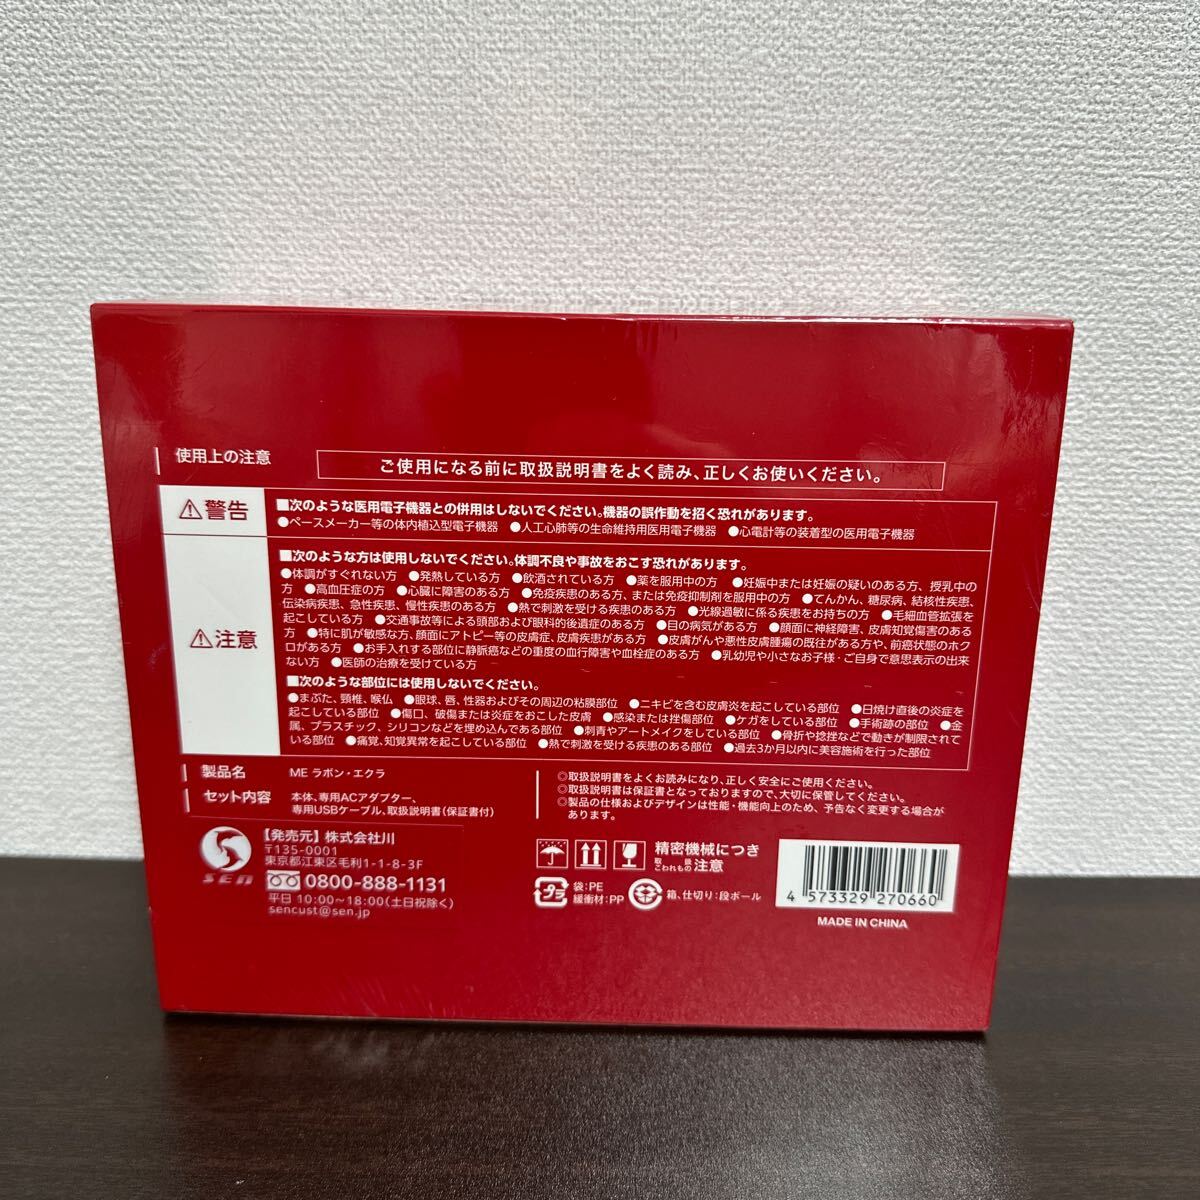 使用上の注意
ご使用になる前に取扱説明書をよく読み、正しくお使いください。
警告
■次のような医用電子機器との併用はしないでください。機器の誤作動を招く恐れがあります。
●ペースメーカー等の体内植込型電子機器 ●人工心肺等の生命維持用医用電子機器 ●心電計等の装着型の医用電子機器
注意
■次のような方は使用しないでください。体調不良や事故をおこす恐れがあります。
●体調がすぐれない方 ●発熱している方 ●飲酒されている方 ●薬を服用中の方 ●妊娠中または妊娠の疑いのある方、授乳中の
方 ●高血圧症の方 ●心臓に障害のある方 ●免疫疾患のある方、または免疫抑制剤を服用中の方 ●てんかん、糖尿病、結核性疾患、
伝染病疾患、急性疾患、慢性疾患のある方 ●熱で刺激を受ける疾患のある方 ●光線過敏に係る疾患をお持ちの方 ●毛細血管拡張を
起こしている方 ●交通事故等による頭部および眼科的後遺症のある方 ●目の病気がある方 ●顔面に神経障害、皮膚知覚傷害のある
方 ●特に肌が敏感な方、顔面にアトピー等の皮膚症、皮膚疾患がある方 ●皮膚がんや悪性皮膚腫瘍の既往がある方や、前癌状態のホク
ロがある方 ●お手入れする部位に静脈癌などの重度の血行障害や血栓症のある方 ●乳幼児や小さなお子様・ご自身で意思表示の出来
ない方 ●医師の治療を受けている方
■次のような部位には使用しないでください。
●まぶた、頸椎、喉仏 ●眼球、唇、性器およびその周辺の粘膜部位 ●ニキビを含む皮膚炎を起こしている部位 ●日焼け直後の炎症を
起こしている部位 ●傷口、破傷または炎症をおこした皮膚 ●感染または挫傷部位 ●ケガをしている部位 ●手術跡の部位 ●金
属、プラスチック、シリコンなどを埋め込んである部位 ●刺青やアートメイクをしている部位 ●骨折や捻挫などで動きが制限されて
いる部位 ●痛覚、知覚異常を起こしている部位 ●熱で刺激を受ける疾患のある部位 ●過去3か月以内に美容施術を行った部位
製品名 ME ラボン・エクラ
セット内容 本体、専用ACアダプター、
専用USBケーブル、取扱説明書(保証書付)
◎取扱説明書をよくお読みになり、正しく安全にご使用ください。
◎取扱説明書は保証書となっておりますので、大切に保管してください。
◎製品の仕様およびデザインは性能・機能向上のため、予告なく変更する場合が
あります。
SEN
【発売元】株式会社川
〒135-0001
東京都江東区毛利1-1-8-3F
0800-888-1131
平日 10:00〜18:00(土日祝除く)
sencust@sen.jp
精密機械につき
取扱注意
こわれもの
プラ
袋:PE
緩衝材:PP
箱、仕切り:段ボール
4 573329 270660
MADE IN CHINA